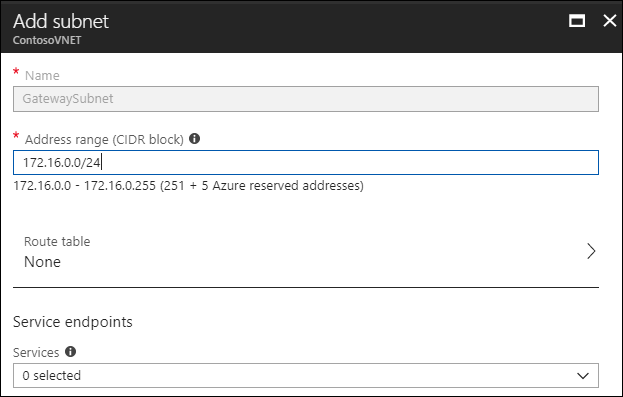 Add subnet
ContosoVNET
* Name
GatewaySubnet
* Address range (CIDR block)
172.16.0.0/24
172.16.0.0 - 172.16.0.255 (251 + 5 Azure reserved addresses)
Route table
None
Service endpoints
Services
0 selected